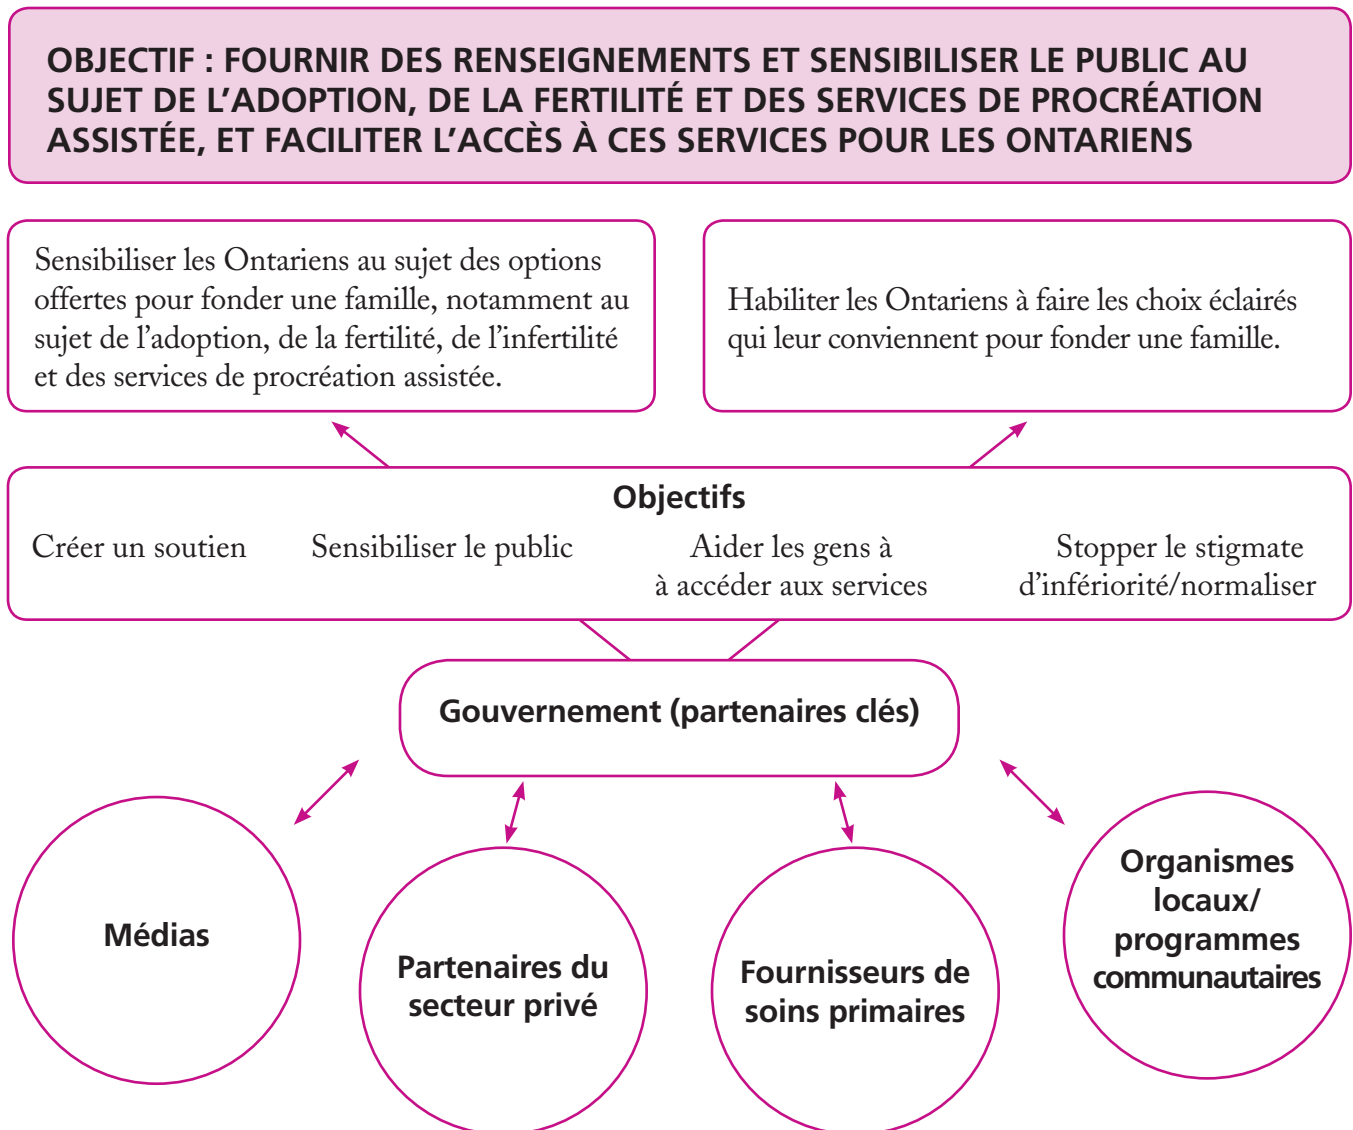 OBJECTIF : FOURNIR DES RENSEIGNEMENTS ET SENSIBILISER LE PUBLIC AU
SUJET DE L’ADOPTION, DE LA FERTILITÉ ET DES SERVICES DE PROCRÉATION
ASSISTÉE, ET FACILITER L’ACCÈS À CES SERVICES POUR LES ONTARIENS
Sensibiliser les Ontariens au sujet des options
offertes pour fonder une famille, notamment au
sujet de l’adoption, de la fertilité, de l’infertilité
et des services de procréation assistée.
Habiliter les Ontariens à faire les choix éclairés
qui leur conviennent pour fonder une famille.
Objectifs
Créer un soutien
Sensibiliser le public
Aider les gens à
à accéder aux services
Stopper le stigmate
d’infériorité/normaliser
Gouvernement (partenaires clés)
Médias
Partenaires du
secteur privé
Fournisseurs de
soins primaires
Organismes
locaux/
programmes
communautaires